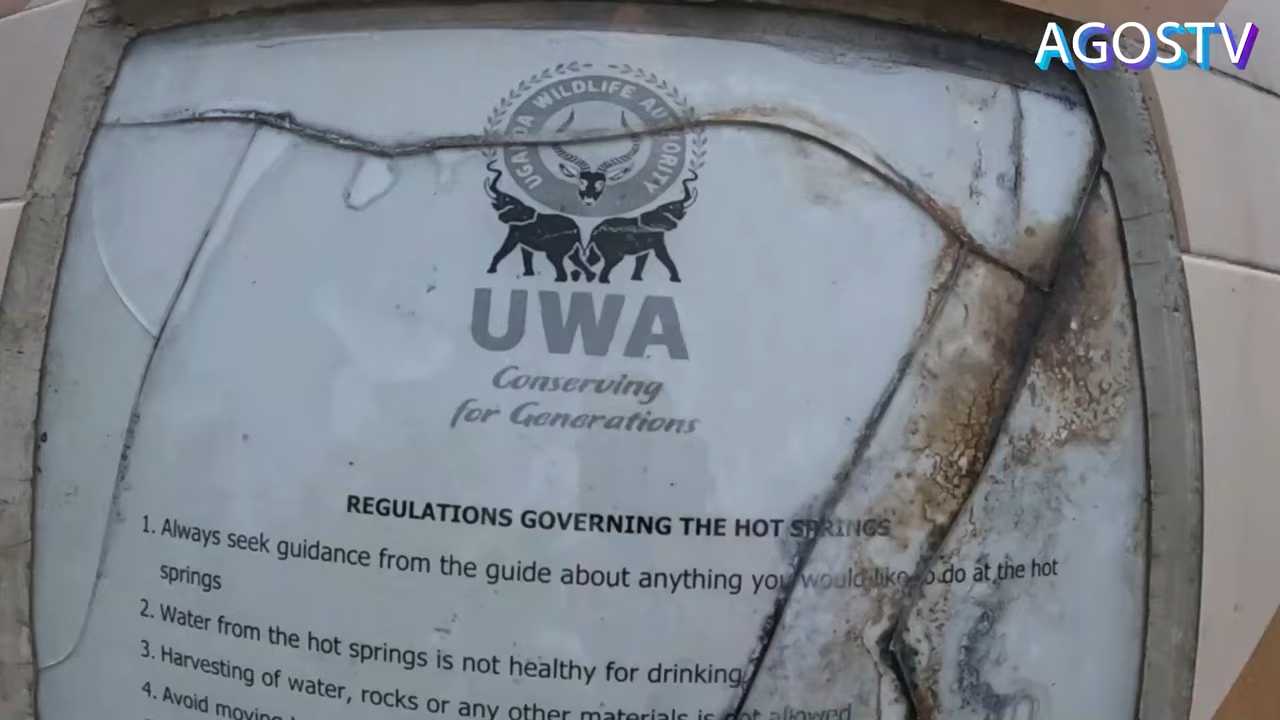 AGOSTV
UGANDA WILDLIFE AUTHORITY
UWA
Conserving
for Generations
REGULATIONS GOVERNING THE HOT SPRINGS
1. Always seek guidance from the guide about anything you would like to do at the hot
springs
2. Water from the hot springs is not healthy for drinking
3. Harvesting of water, rocks or any other materials is not allowed
4. Avoid moving